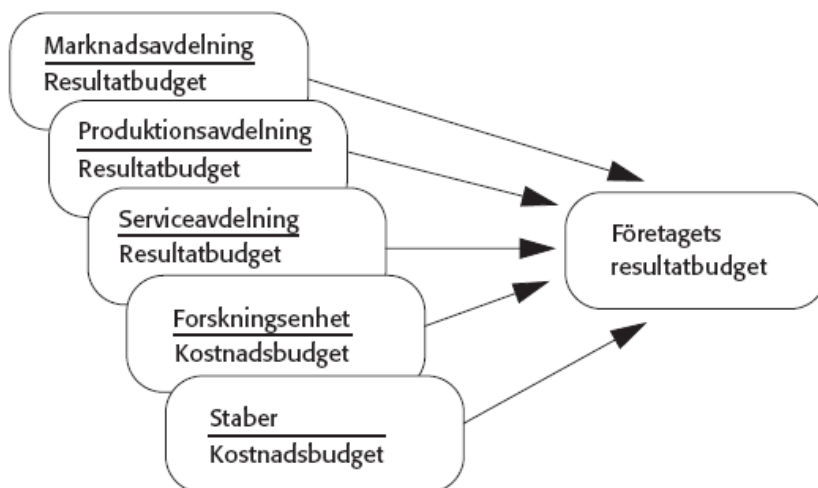 Marknadsavdelning
Resultatbudget
Produktionsavdelning
Resultatbudget
Serviceavdelning
Resultatbudget
Forskningsenhet
Kostnadsbudget
Staber
Kostnadsbudget
Företagets
resultatbudget